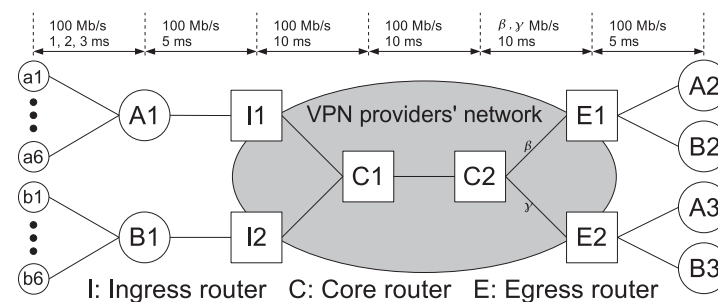 100 Mb/s 100 Mb/s 100 Mb/s 100 Mb/s β, γ Mb/s 100 Mb/s
1, 2, 3 ms 5 ms 10 ms 10 ms 10 ms 5 ms
a1
a6
b1
b6
A1
B1
I1
I2
VPN providers' network
C1
C2
β
γ
E1
E2
A2
B2
A3
B3
I: Ingress router C: Core router E: Egress router